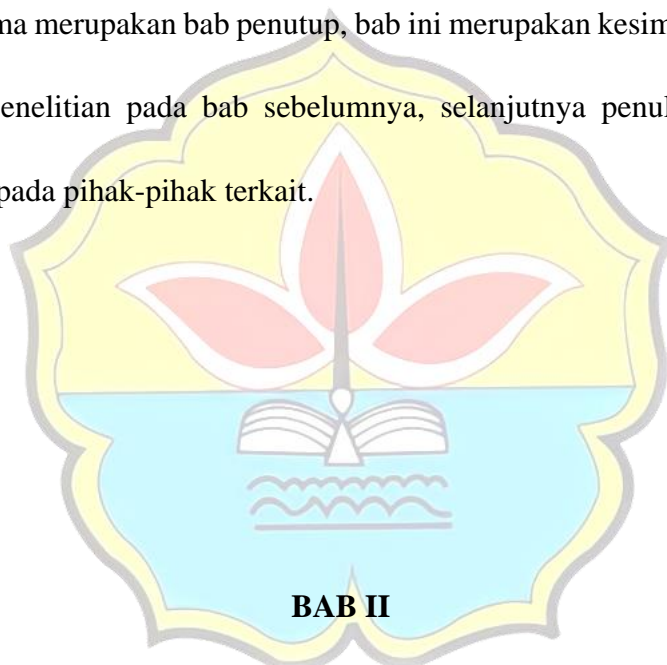 ma merupakan bab penutup, bab ini merupakan kesim
enelitian pada bab sebelumnya, selanjutnya penul
pada pihak-pihak terkait.
BAB II